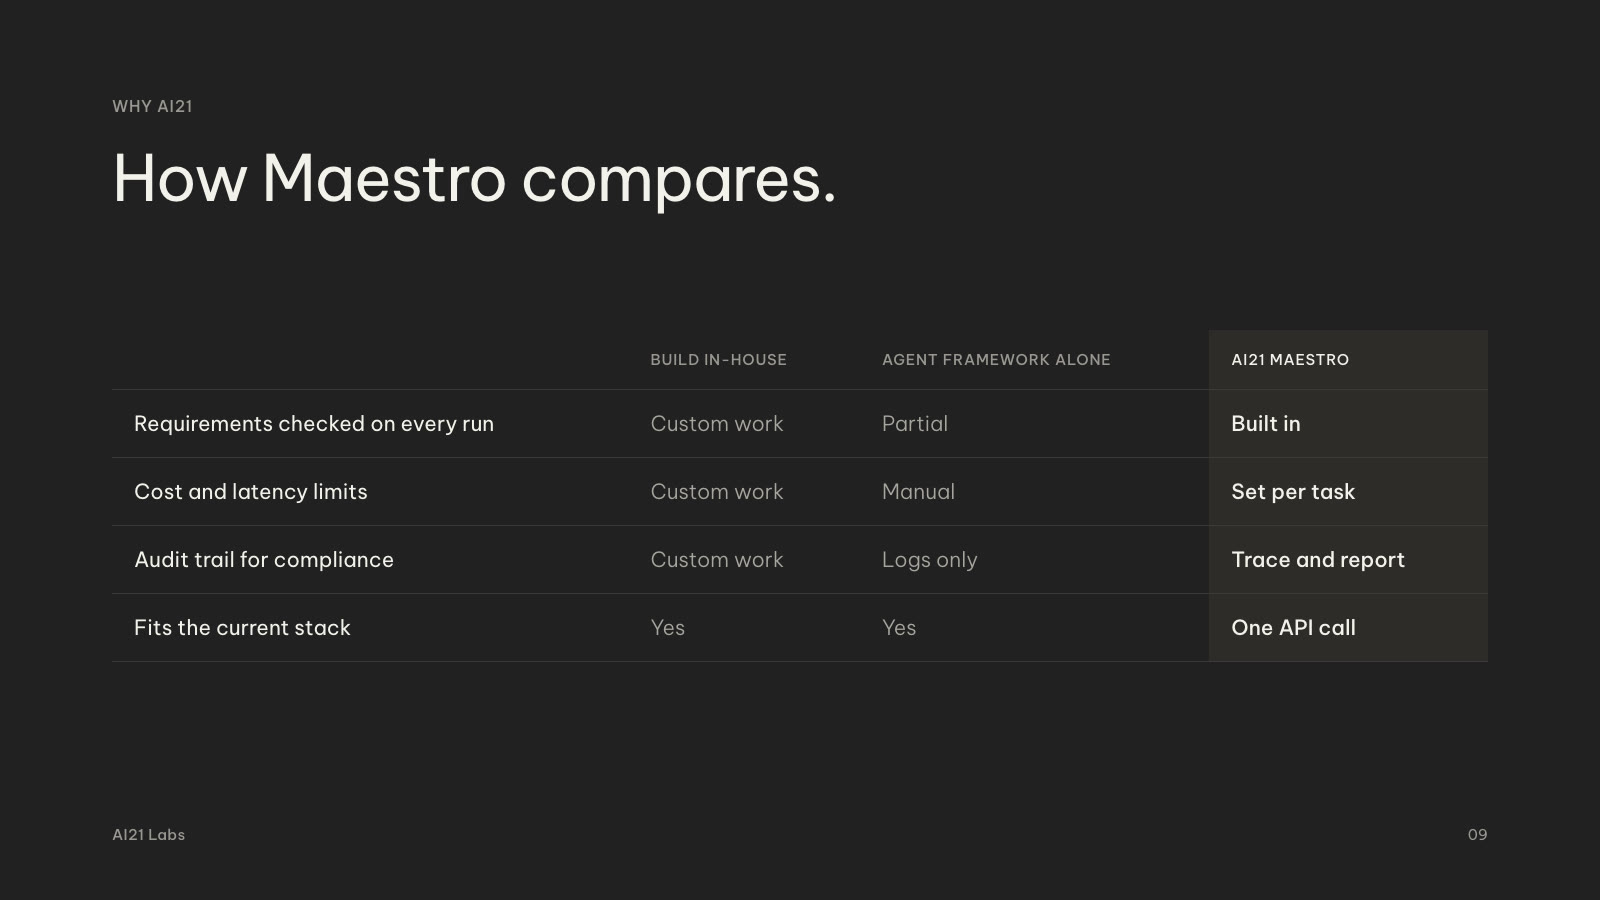 WHY AI21
How Maestro compares.
BUILD IN-HOUSE AGENT FRAMEWORK ALONE AI21 MAESTRO
Requirements checked on every run Custom work Partial Built in
Cost and latency limits Custom work Manual Set per task
Audit trail for compliance Custom work Logs only Trace and report
Fits the current stack Yes Yes One API call
AI21 Labs 09